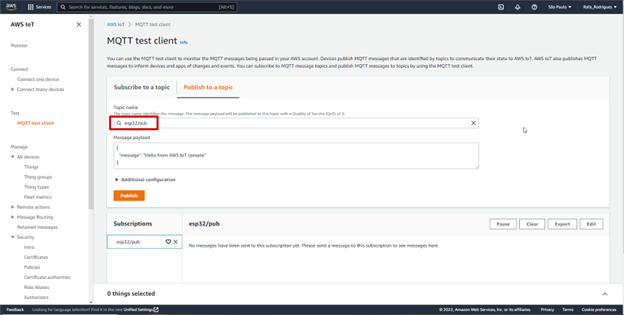 aws
Services
Search for services, features, blogs, docs, and more
[Alt+S]
São Paulo
Rafa_Rodrigues
AWS IoT
Monitor
Connect
Connect one device
Connect many devices
Test
MQTT test client
Manage
All devices
Things
Thing groups
Thing types
Fleet metrics
Remote actions
Message Routing
Retained messages
Security
Intro
Certificates
Policies
Certificate authorities
Role Aliases
Authorizers
AWS IoT > MQTT test client
MQTT test client Info
You can use the MQTT test client to monitor the MQTT messages being passed in your AWS account. Devices publish MQTT messages that are identified by topics to communicate their state to AWS IoT. AWS IoT also publishes MQTT
messages to inform devices and apps of changes and events. You can subscribe to MQTT message topics and publish MQTT messages to topics by using the MQTT test client.
Subscribe to a topic
Publish to a topic
Topic name
The topic name identifies the message. The message payload will be published to this topic with a Quality of Service (QoS) of 0.
esp32/pub
Message payload
{
"message": "Hello from AWS IoT console"
}
Additional configuration
Publish
Subscriptions
esp32/pub
esp32/pub
Pause
Clear
Export
Edit
No messages have been sent to this subscription yet. Please send a message to this subscription to see messages here.
0 things selected
Feedback
Looking for language selection? Find it in the new Unified Settings
© 2023, Amazon Web Services, Inc. or its affiliates.
Privacy
Terms
Cookie preferences